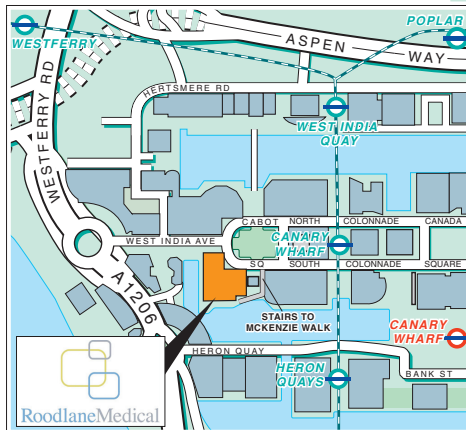 WESTFERRY
POPLAR
ASPEN
WAY
WESTFERRY RD
HERTSMERE RD
WEST INDIA
QUAY
CABOT
NORTH
COLONNADE
CANADA
WEST INDIA AVE
CANARY
WHARF
SQ
SOUTH
COLONNADE
SQUARE
A1206
STAIRS TO
MCKENZIE WALK
CANARY
WHARF
HERON QUAY
HERON
QUAYS
BANK ST
RoodlaneMedical